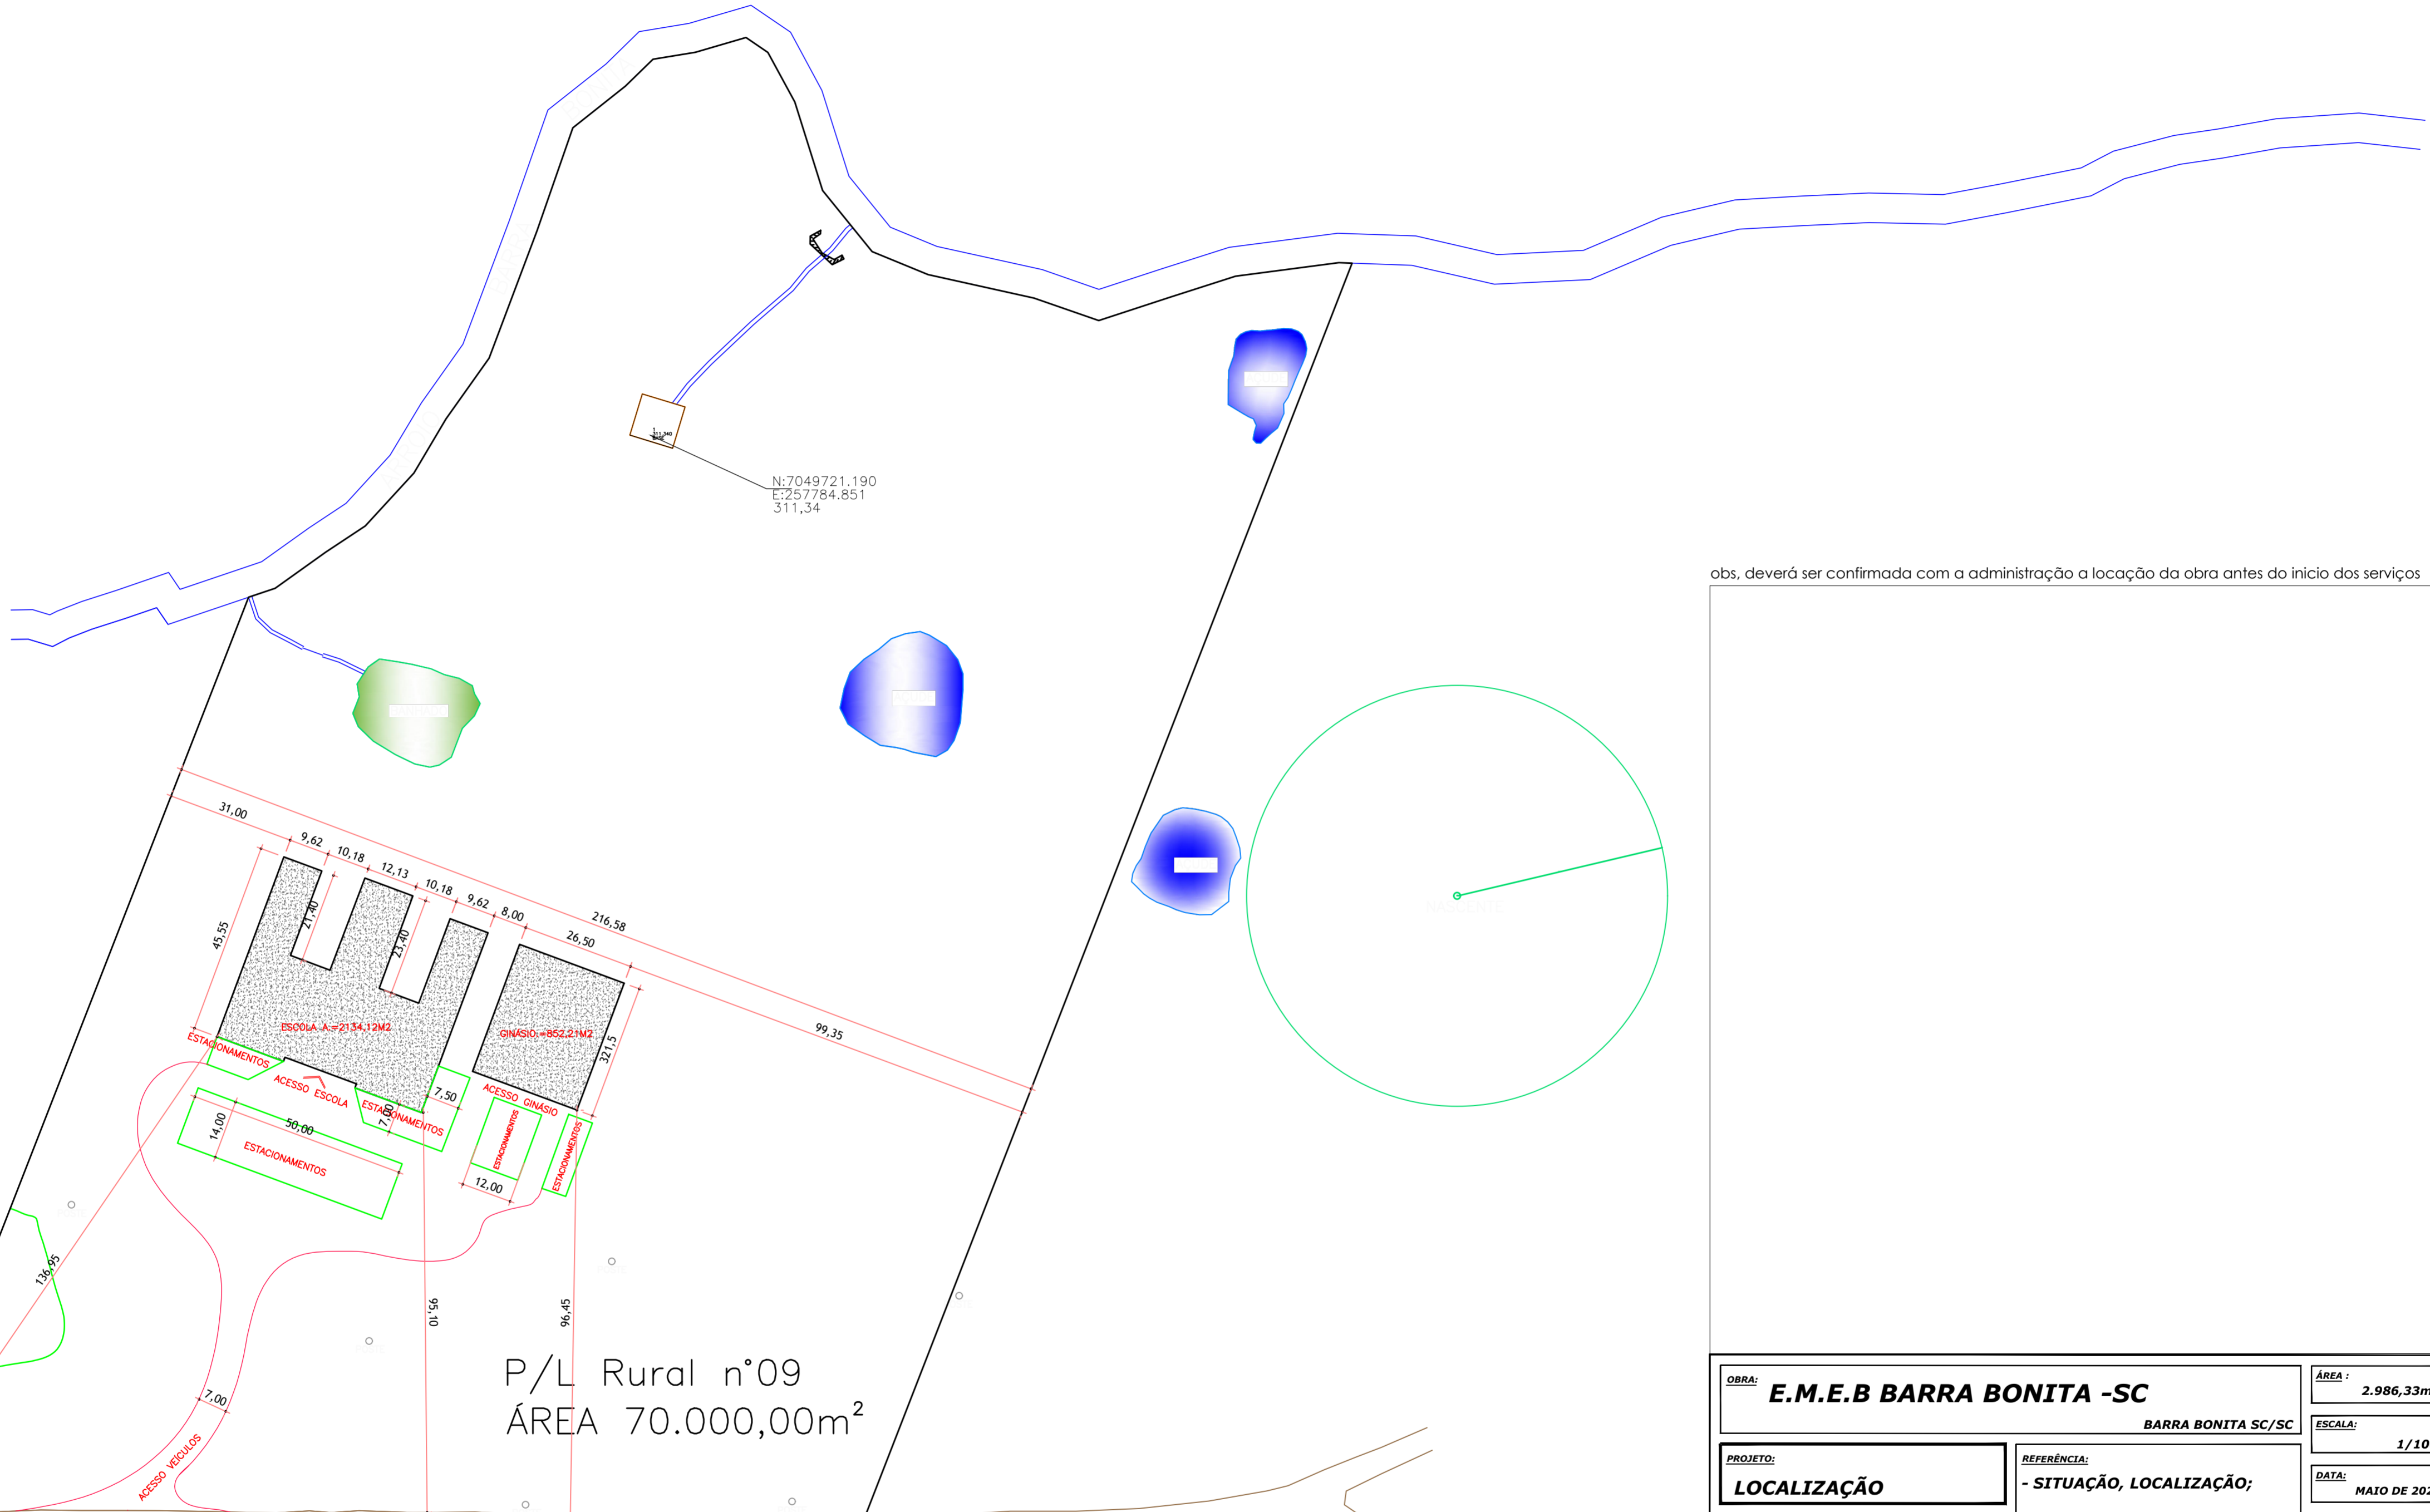 N:7049721.190
E:257784.851
311,34
1
311.340
BASE
obs, deverá ser confirmada com a administração a locação da obra antes do inicio dos serviços
31,00
9,62
10,18
12,13
10,18
9,62
8,00
216,58
26,50
99,35
45,55
21,40
23,40
ESCOLA A.=2134,12M2
GINÁSIO:=852,21M2
321,5
ESTACIONAMENTOS
ACESSO ESCOLA
ESTACIONAMENTOS
7,00
7,50
ACESSO GINÁSIO
ESTACIONAMENTOS
ESTACIONAMENTOS
12,00
14,00
50,00
ESTACIONAMENTOS
136,95
95,10
96,45
7,00
ACESSO VEÍCULOS
P/L Rural n°09
ÁREA 70.000,00m²
OBRA:
E.M.E.B BARRA BONITA -SC
BARRA BONITA SC/SC
ÁREA :
2.986,33m
ESCALA:
1/10
PROJETO:
LOCALIZAÇÃO
REFERÊNCIA:
- SITUAÇÃO, LOCALIZAÇÃO;
DATA:
MAIO DE 202